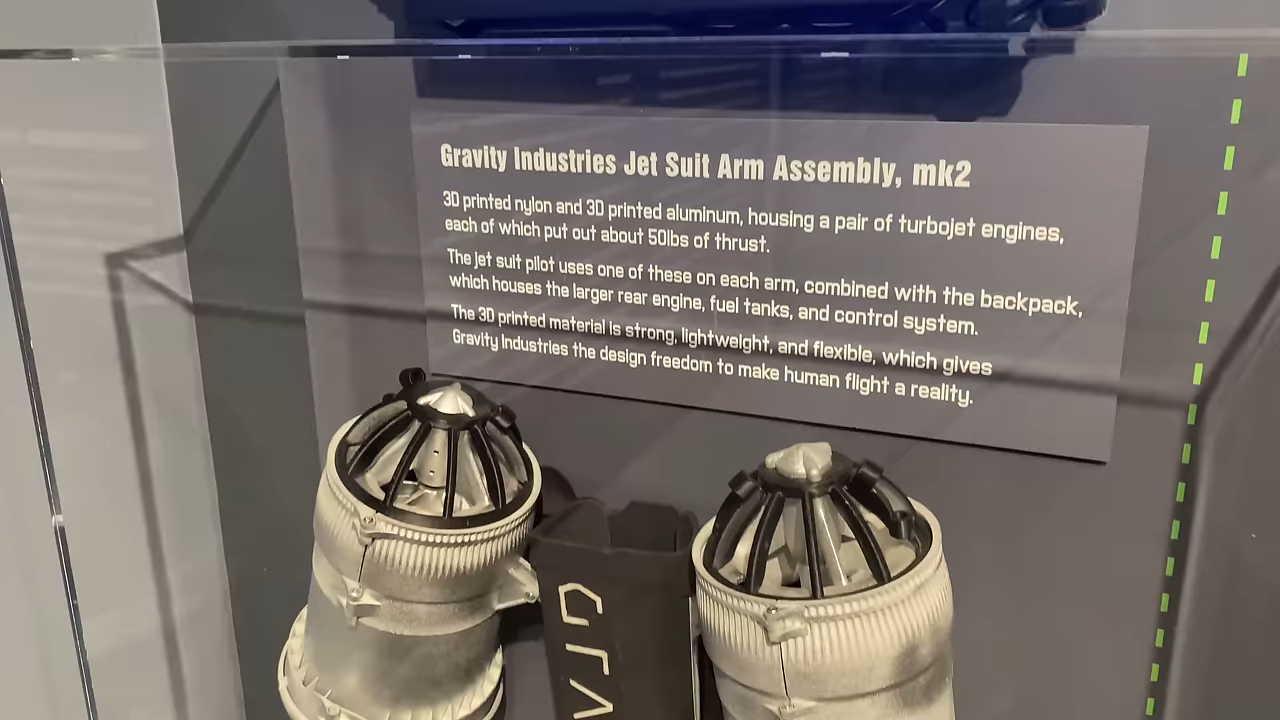 Gravity Industries Jet Suit Arm Assembly, mk2
3D printed nylon and 3D printed aluminum, housing a pair of turbojet engines,
each of which put out about 50lbs of thrust.
The jet suit pilot uses one of these on each arm, combined with the backpack,
which houses the larger rear engine, fuel tanks, and control system.
The 3D printed material is strong, lightweight, and flexible, which gives
Gravity Industries the design freedom to make human flight a reality.